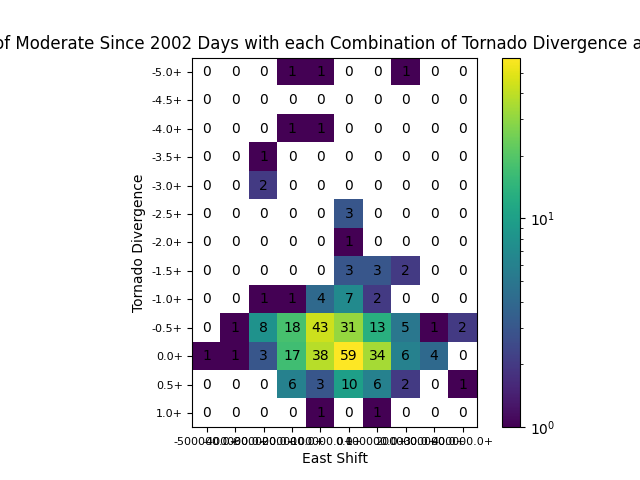 of Moderate Since 2002 Days with each Combination of Tornado Divergence a
-5.0+ 0 0 0 1 1 0 0 1 0 0
-4.5+ 0 0 0 0 0 0 0 0 0 0
-4.0+ 0 0 0 1 1 0 0 0 0 0
-3.5+ 0 0 1 0 0 0 0 0 0 0
-3.0+ 0 0 2 0 0 0 0 0 0 0
-2.5+ 0 0 0 0 0 3 0 0 0 0
-2.0+ 0 0 0 0 0 1 0 0 0 0
-1.5+ 0 0 0 0 0 3 3 2 0 0
-1.0+ 0 0 1 1 4 7 2 0 0 0
-0.5+ 0 1 8 18 43 31 13 5 1 2
0.0+ 1 1 3 17 38 59 34 6 4 0
0.5+ 0 0 0 6 3 10 6 2 0 1
1.0+ 0 0 0 0 1 0 1 0 0 0
Tornado Divergence
East Shift
10¹
10⁰